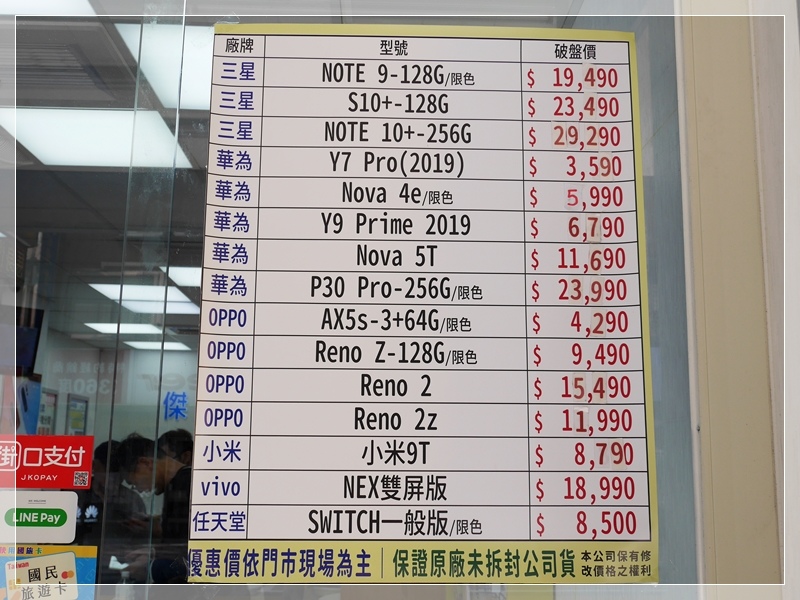 廠牌 型號 破盤價
三星 NOTE 9-128G/限色 $ 19,490
三星 S10+-128G $ 23,490
三星 NOTE 10+-256G $ 29,290
華為 Y7 Pro(2019) $ 3,590
華為 Nova 4e/限色 $ 5,990
華為 Y9 Prime 2019 $ 6,790
華為 Nova 5T $ 11,690
華為 P30 Pro-256G/限色 $ 23,990
OPPO AX5s-3+64G/限色 $ 4,290
OPPO Reno Z-128G/限色 $ 9,490
OPPO Reno 2 $ 15,490
OPPO Reno 2z $ 11,990
小米 小米9T $ 8,790
vivo NEX雙屏版 $ 18,990
任天堂 SWITCH一般版/限色 $ 8,500
優惠價依門市現場為主│保證原廠未拆封公司貨 本公司保有修
改價格之權利
傑
街口支付
JKOPAY
LINE Pay
HUAWEI
Taiwan
國民
旅遊卡